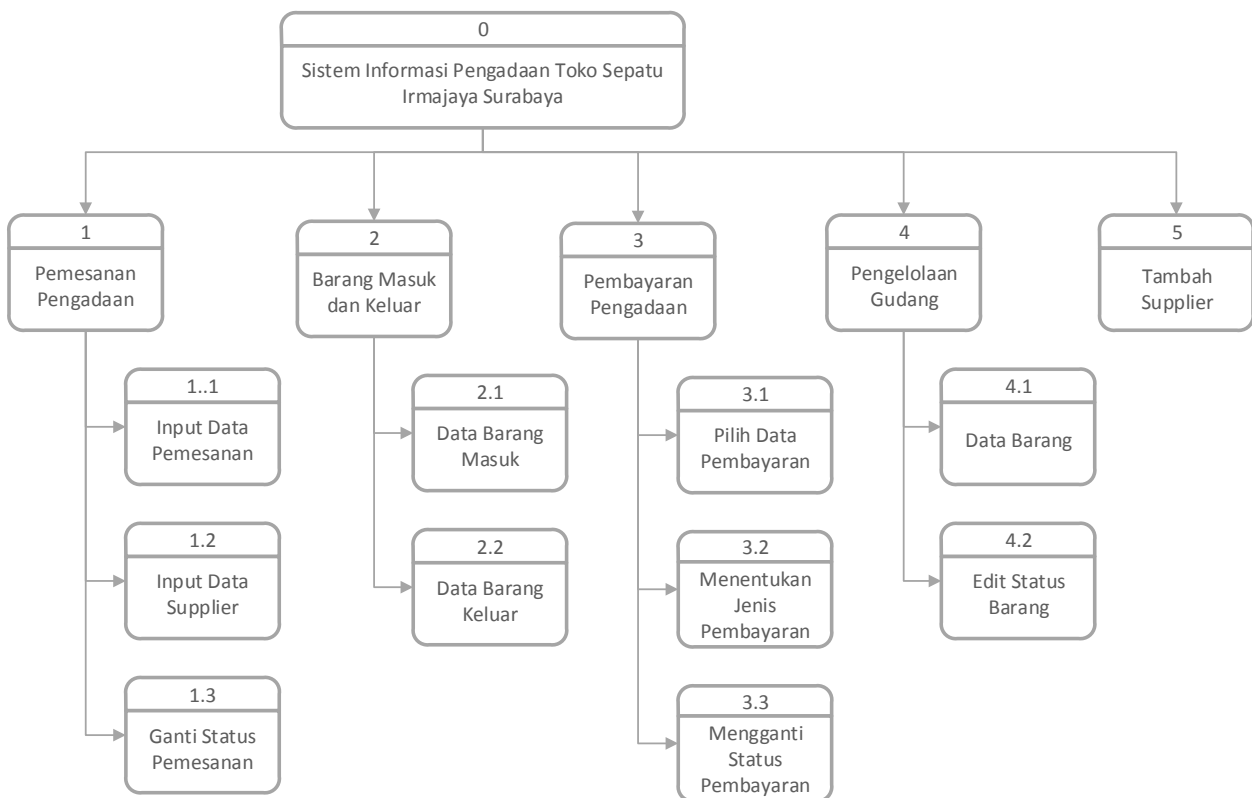 0
Sistem Informasi Pengadaan Toko Sepatu
Irmajaya Surabaya
1
Pemesanan
Pengadaan
2
Barang Masuk
dan Keluar
3
Pembayaran
Pengadaan
4
Pengelolaan
Gudang
5
Tambah
Supplier
1..1
Input Data
Pemesanan
2.1
Data Barang
Masuk
3.1
Pilih Data
Pembayaran
4.1
Data Barang
1.2
Input Data
Supplier
2.2
Data Barang
Keluar
3.2
Menentukan
Jenis
Pembayaran
4.2
Edit Status
Barang
1.3
Ganti Status
Pemesanan
3.3
Mengganti
Status
Pembayaran